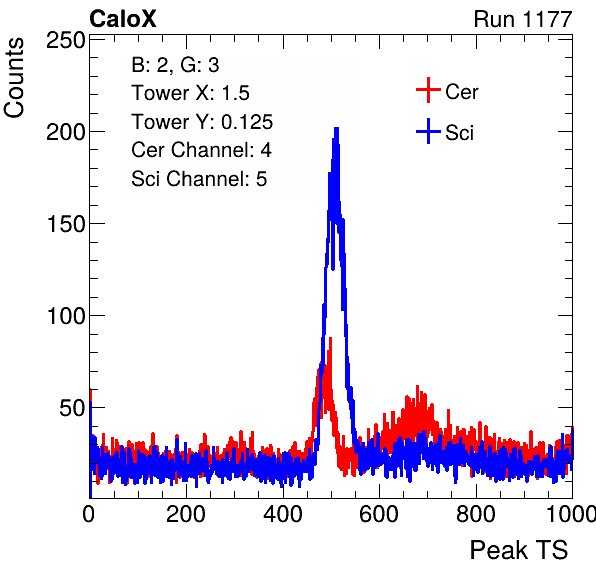 CaloX Run 1177
Counts
250
200
150
100
50
B: 2, G: 3
Tower X: 1.5
Tower Y: 0.125
Cer Channel: 4
Sci Channel: 5
Cer
Sci
0 200 400 600 800 1000
Peak TS